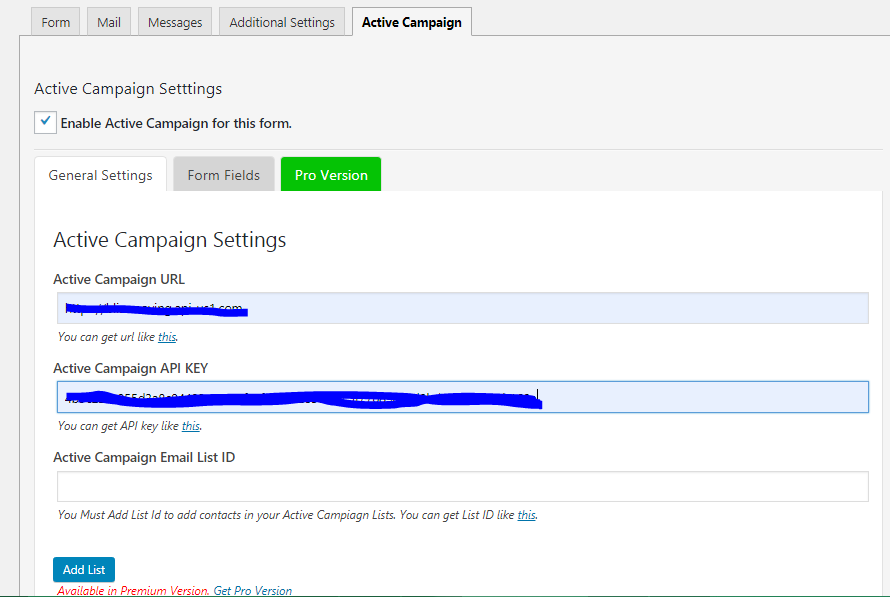 Form Mail Messages Additional Settings Active Campaign
Active Campaign Setttings
Enable Active Campaign for this form.
General Settings Form Fields Pro Version
Active Campaign Settings
Active Campaign URL
You can get url like this.
Active Campaign API KEY
You can get API key like this.
Active Campaign Email List ID
You Must Add List Id to add contacts in your Active Campiagn Lists. You can get List ID like this.
Add List
Available in Premium Version. Get Pro Version